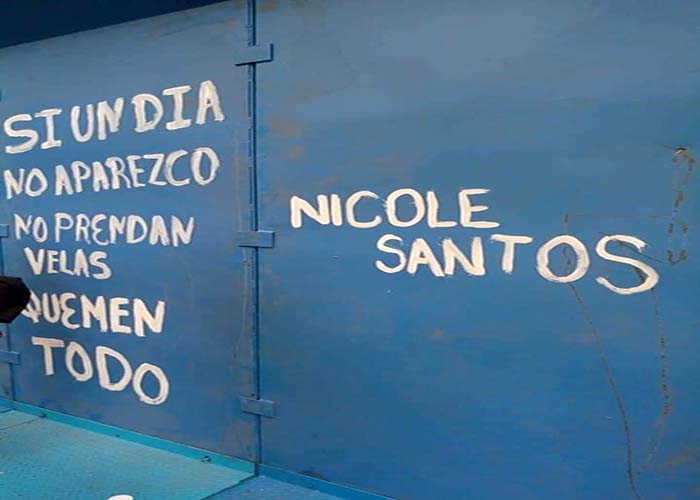 SI UN DIA
NO APAREZCO
NO PRENDAN
VELAS
QUEMEN
TODO
NICOLE
SANTOS